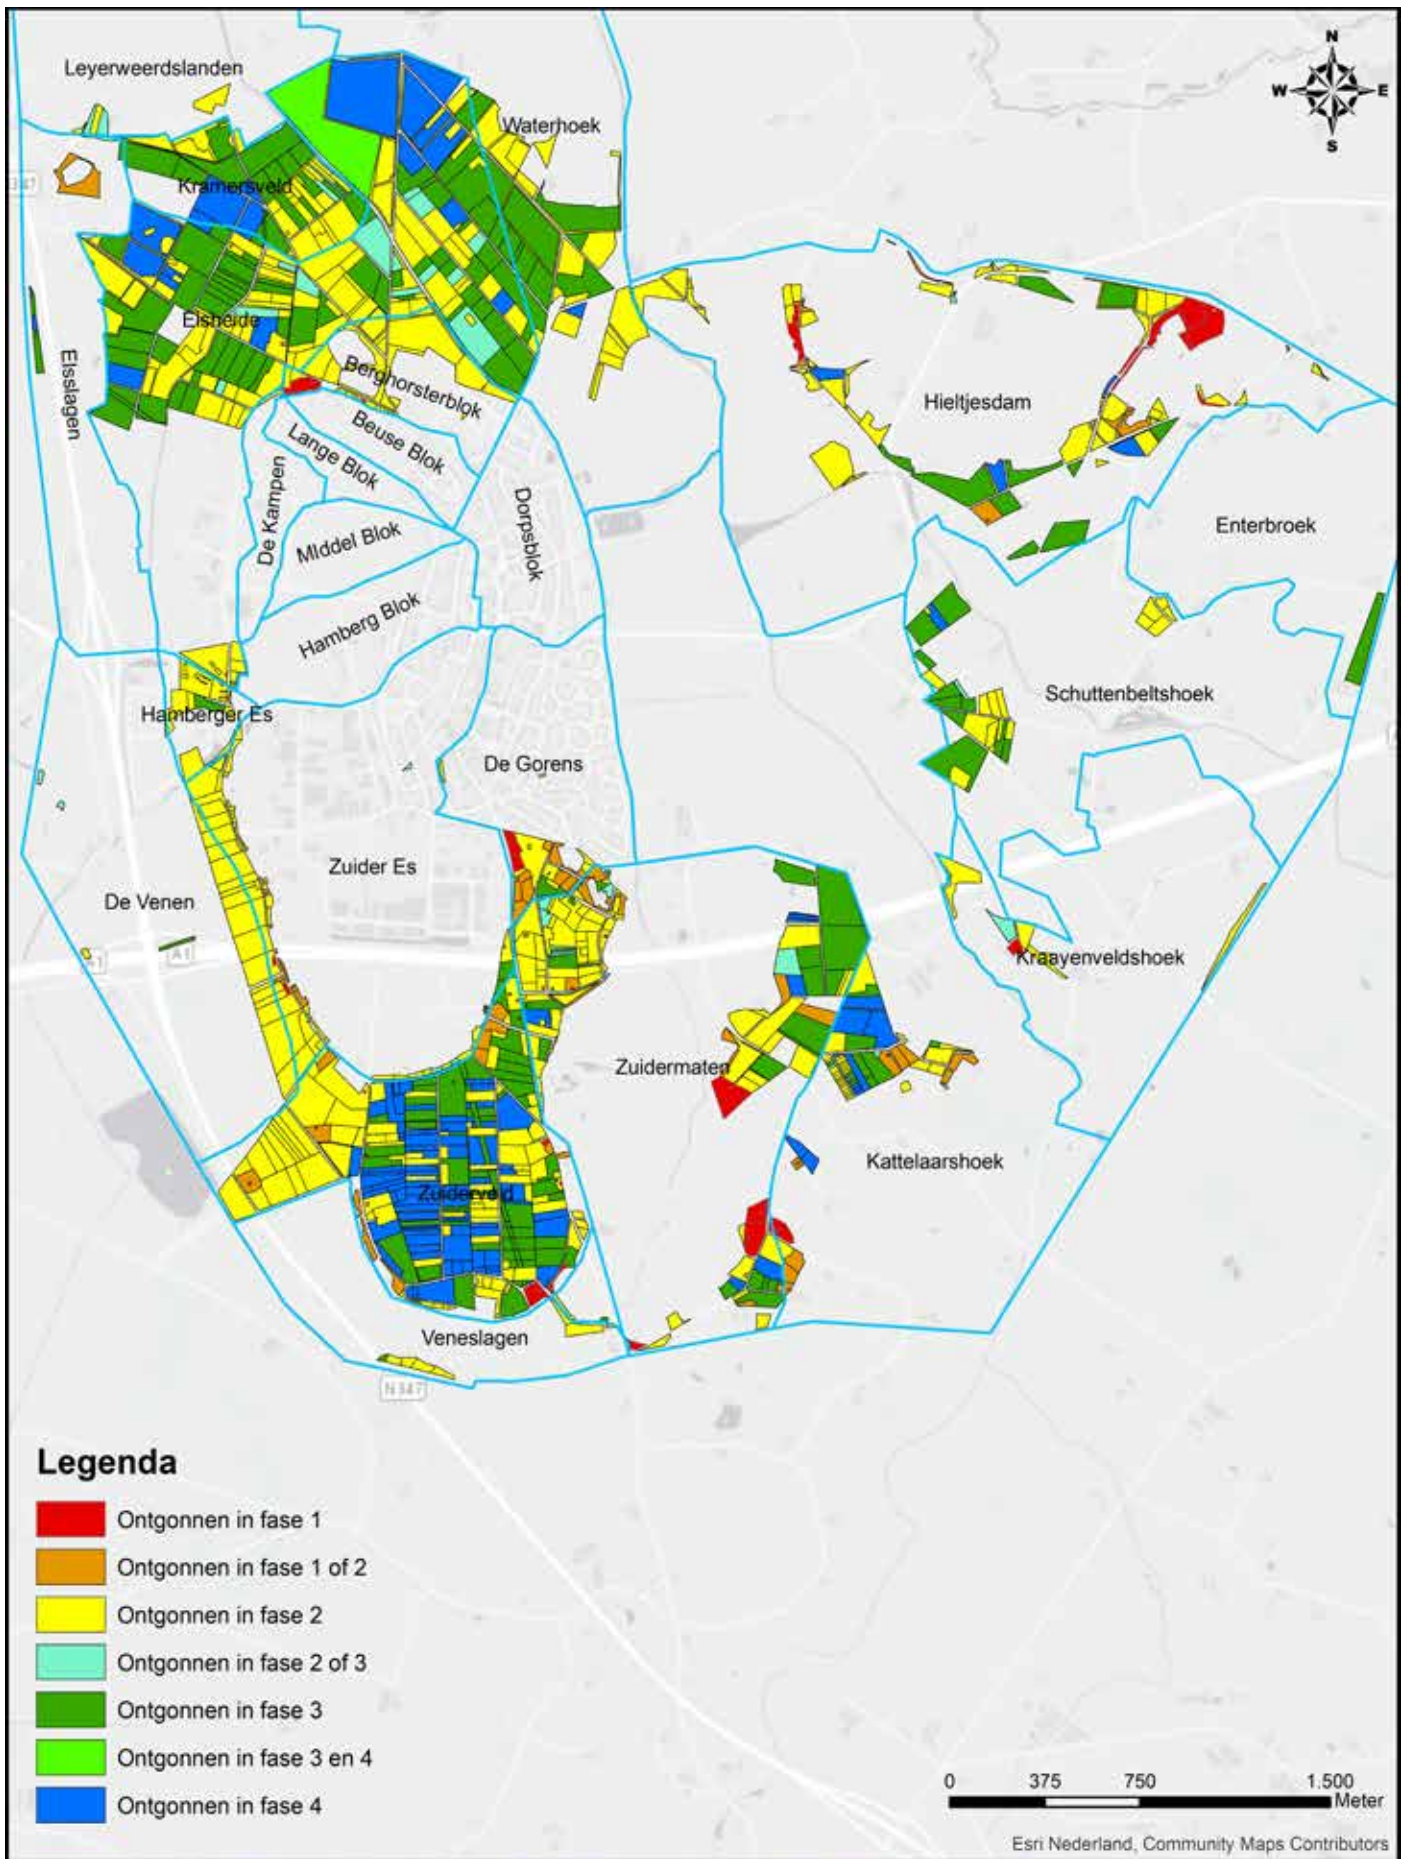 N
W E
S
Leyerweerdslanden
Waterhoek
Kramersveld
Elsheide
Elsslagen
Berghorsterblok
Beuse Blok
Lange Blok
De Kampen
MIddel Blok
Dorpsblok
Hamberg Blok
Hieltjesdam
Enterbroek
Schuttenbeltshoek
Hamberger Es
De Gorens
Zuider Es
De Venen
A1
A1
Kraayenveldshoek
Zuidermaten
Kattelaarshoek
Zuiderveld
Veneslagen
N347
Legenda
Ontgonnen in fase 1
Ontgonnen in fase 1 of 2
Ontgonnen in fase 2
Ontgonnen in fase 2 of 3
Ontgonnen in fase 3
Ontgonnen in fase 3 en 4
Ontgonnen in fase 4
0 375 750 1.500
Meter
Esri Nederland, Community Maps Contributors